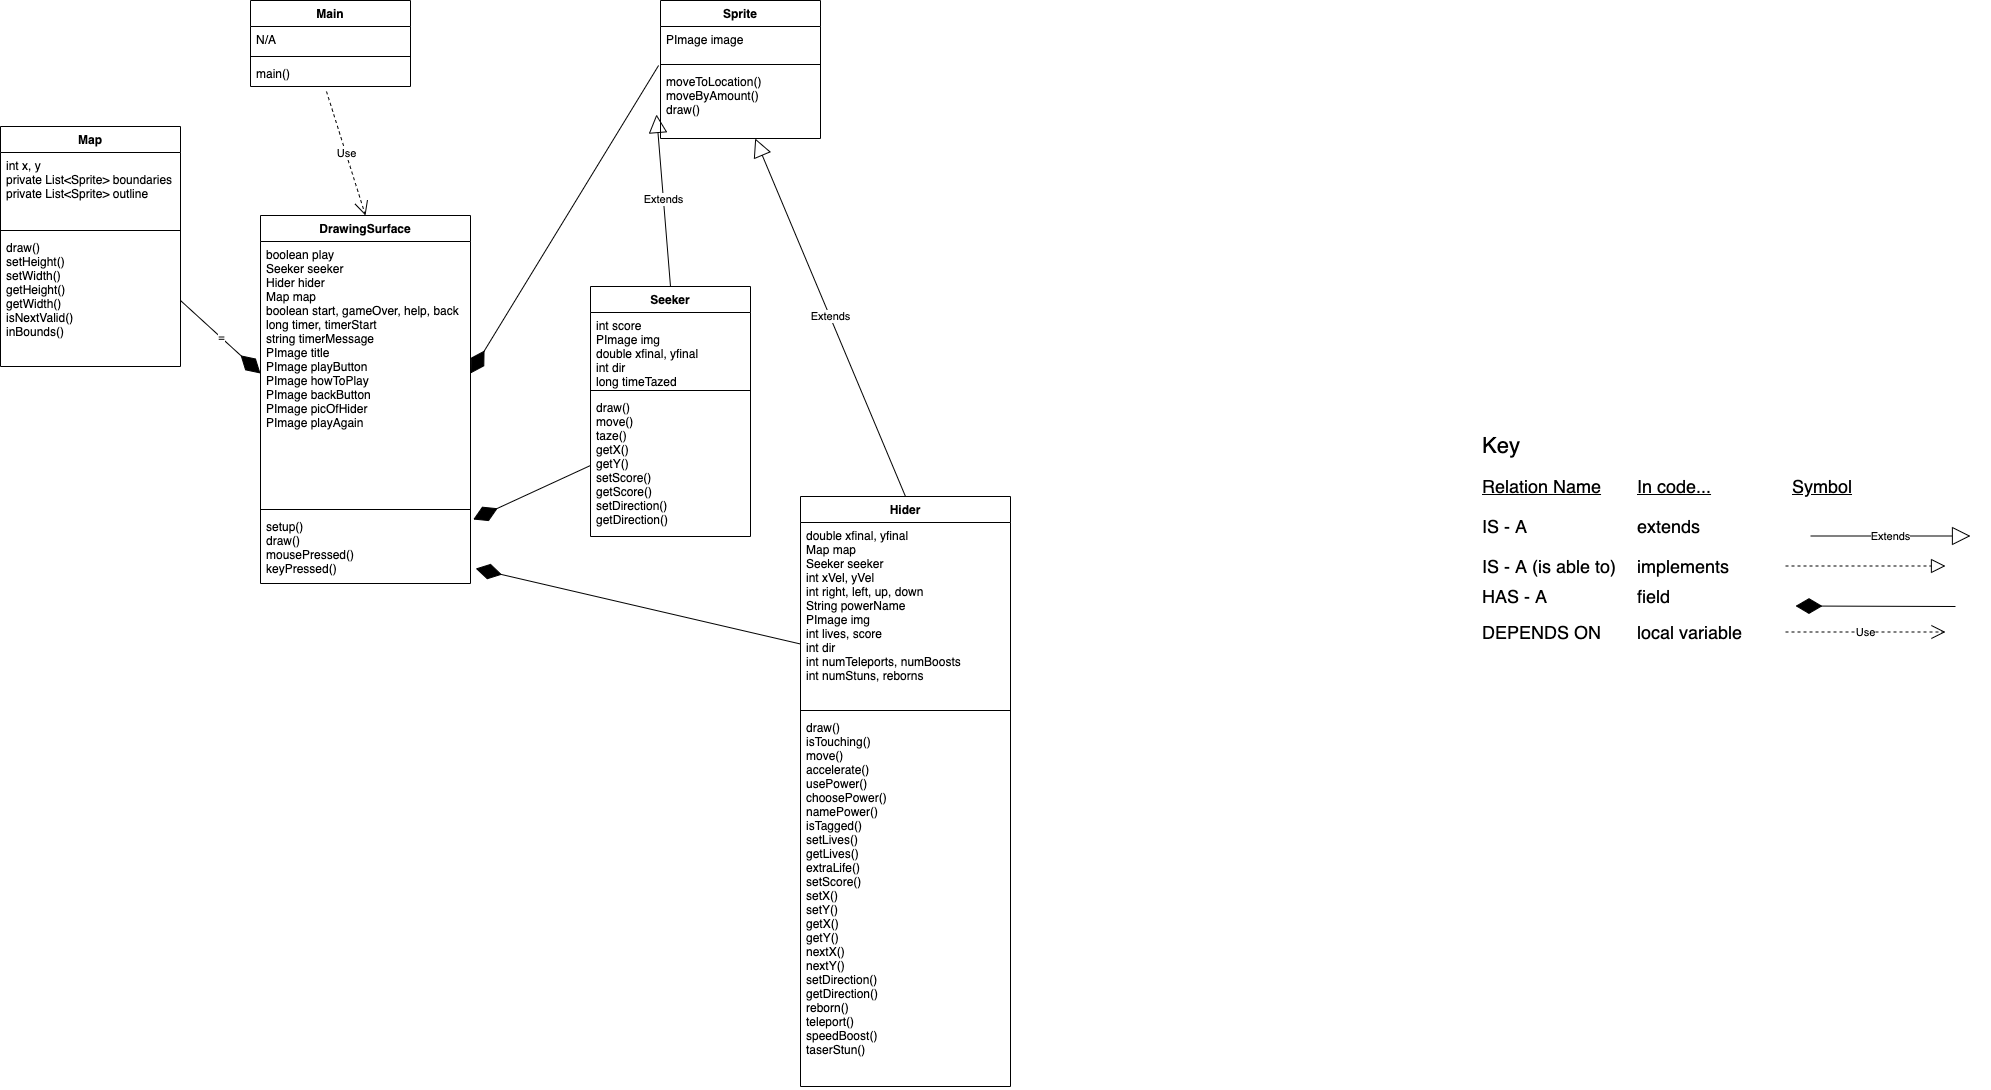 Main
N/A
main()
Sprite
PImage image
moveToLocation()
moveByAmount()
draw()
Map
int x, y
private List<Sprite> boundaries
private List<Sprite> outline
draw()
setHeight()
setWidth()
getHeight()
getWidth()
isNextValid()
inBounds()
Use
=
DrawingSurface
boolean play
Seeker seeker
Hider hider
Map map
boolean start, gameOver, help, back
long timer, timerStart
string timerMessage
PImage title
PImage playButton
PImage howToPlay
PImage backButton
PImage picOfHider
PImage playAgain
setup()
draw()
mousePressed()
keyPressed()
Extends
Extends
Seeker
int score
PImage img
double xfinal, yfinal
int dir
long timeTazed
draw()
move()
taze()
getX()
getY()
setScore()
getScore()
setDirection()
getDirection()
Hider
double xfinal, yfinal
Map map
Seeker seeker
int xVel, yVel
int right, left, up, down
String powerName
PImage img
int lives, score
int dir
int numTeleports, numBoosts
int numStuns, reborns
draw()
isTouching()
move()
accelerate()
usePower()
choosePower()
namePower()
isTagged()
setLives()
getLives()
extraLife()
setScore()
setX()
setY()
getX()
getY()
nextX()
nextY()
setDirection()
getDirection()
reborn()
teleport()
speedBoost()
taserStun()
Key
Relation Name In code... Symbol
IS - A extends Extends
IS - A (is able to) implements
HAS - A field
DEPENDS ON local variable Use